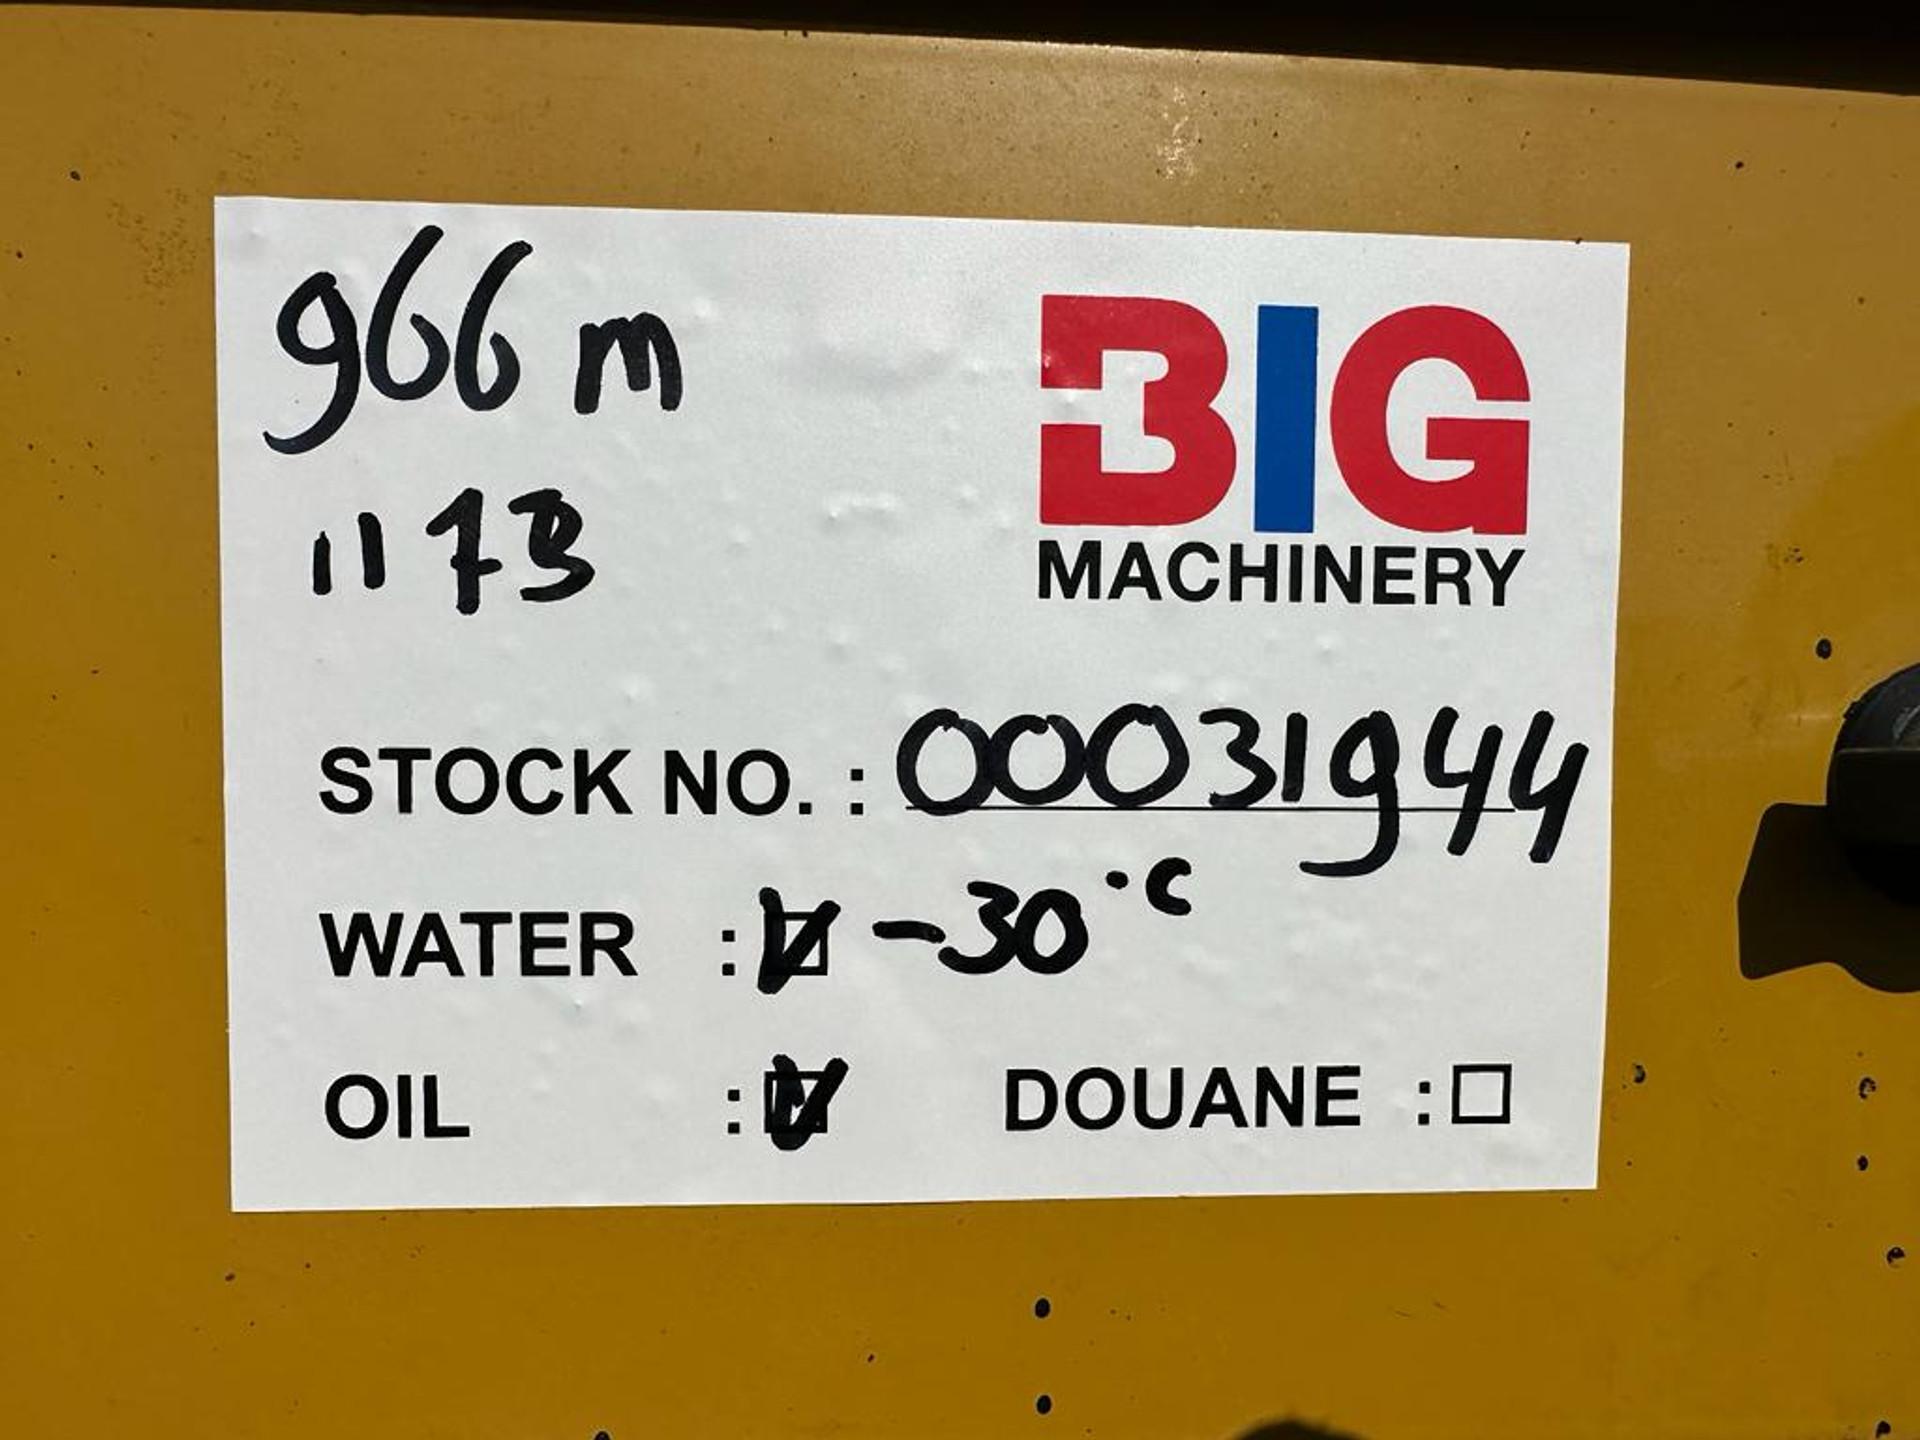 966 m
1173
BIG
MACHINERY
STOCK NO. : 00031944
WATER : ☑ -30 °C
OIL : ☑ DOUANE : ☐